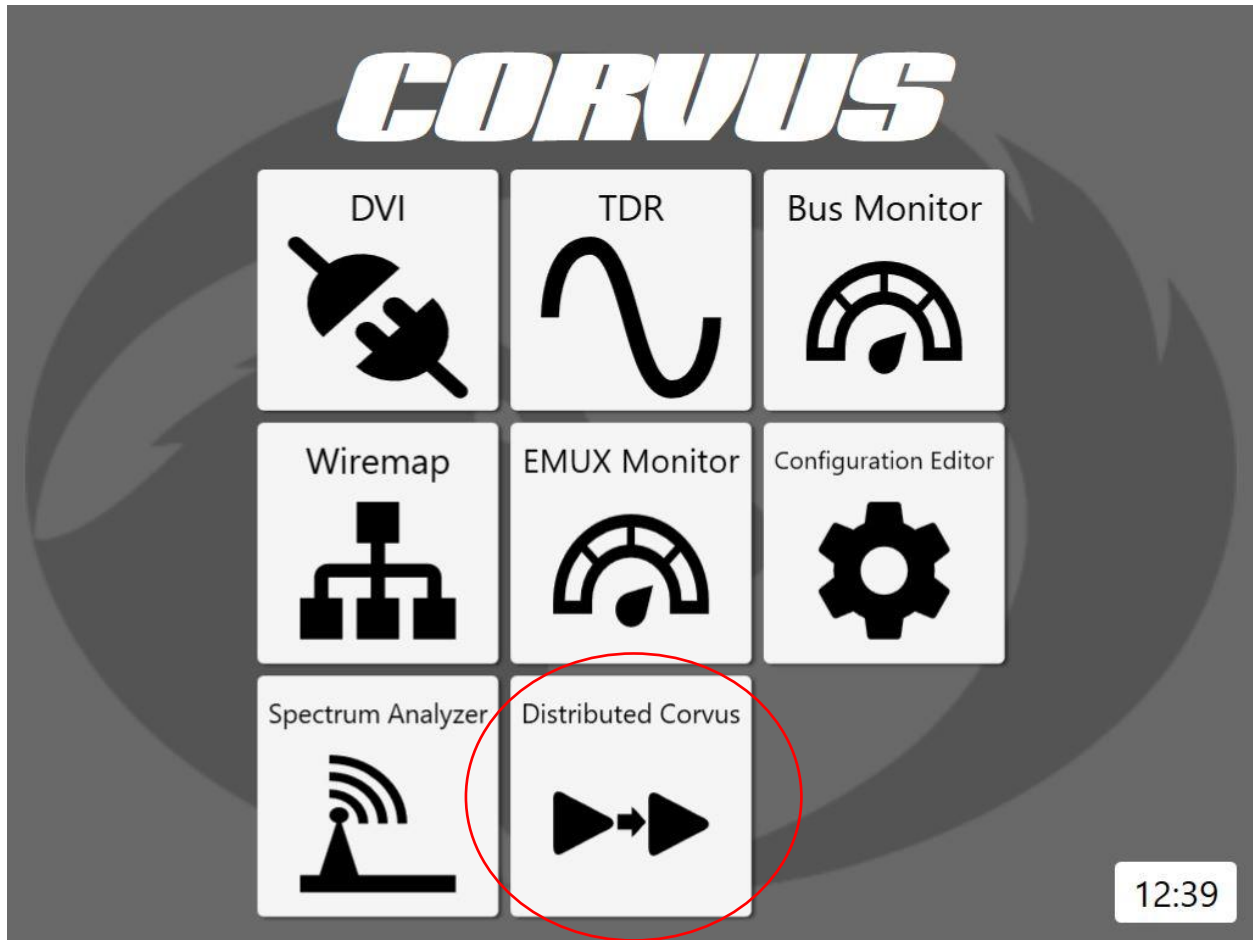 CORVUS
DVI
TDR
Bus Monitor
Wiremap
EMUX Monitor
Configuration Editor
Spectrum Analyzer
Distributed Corvus
12:39